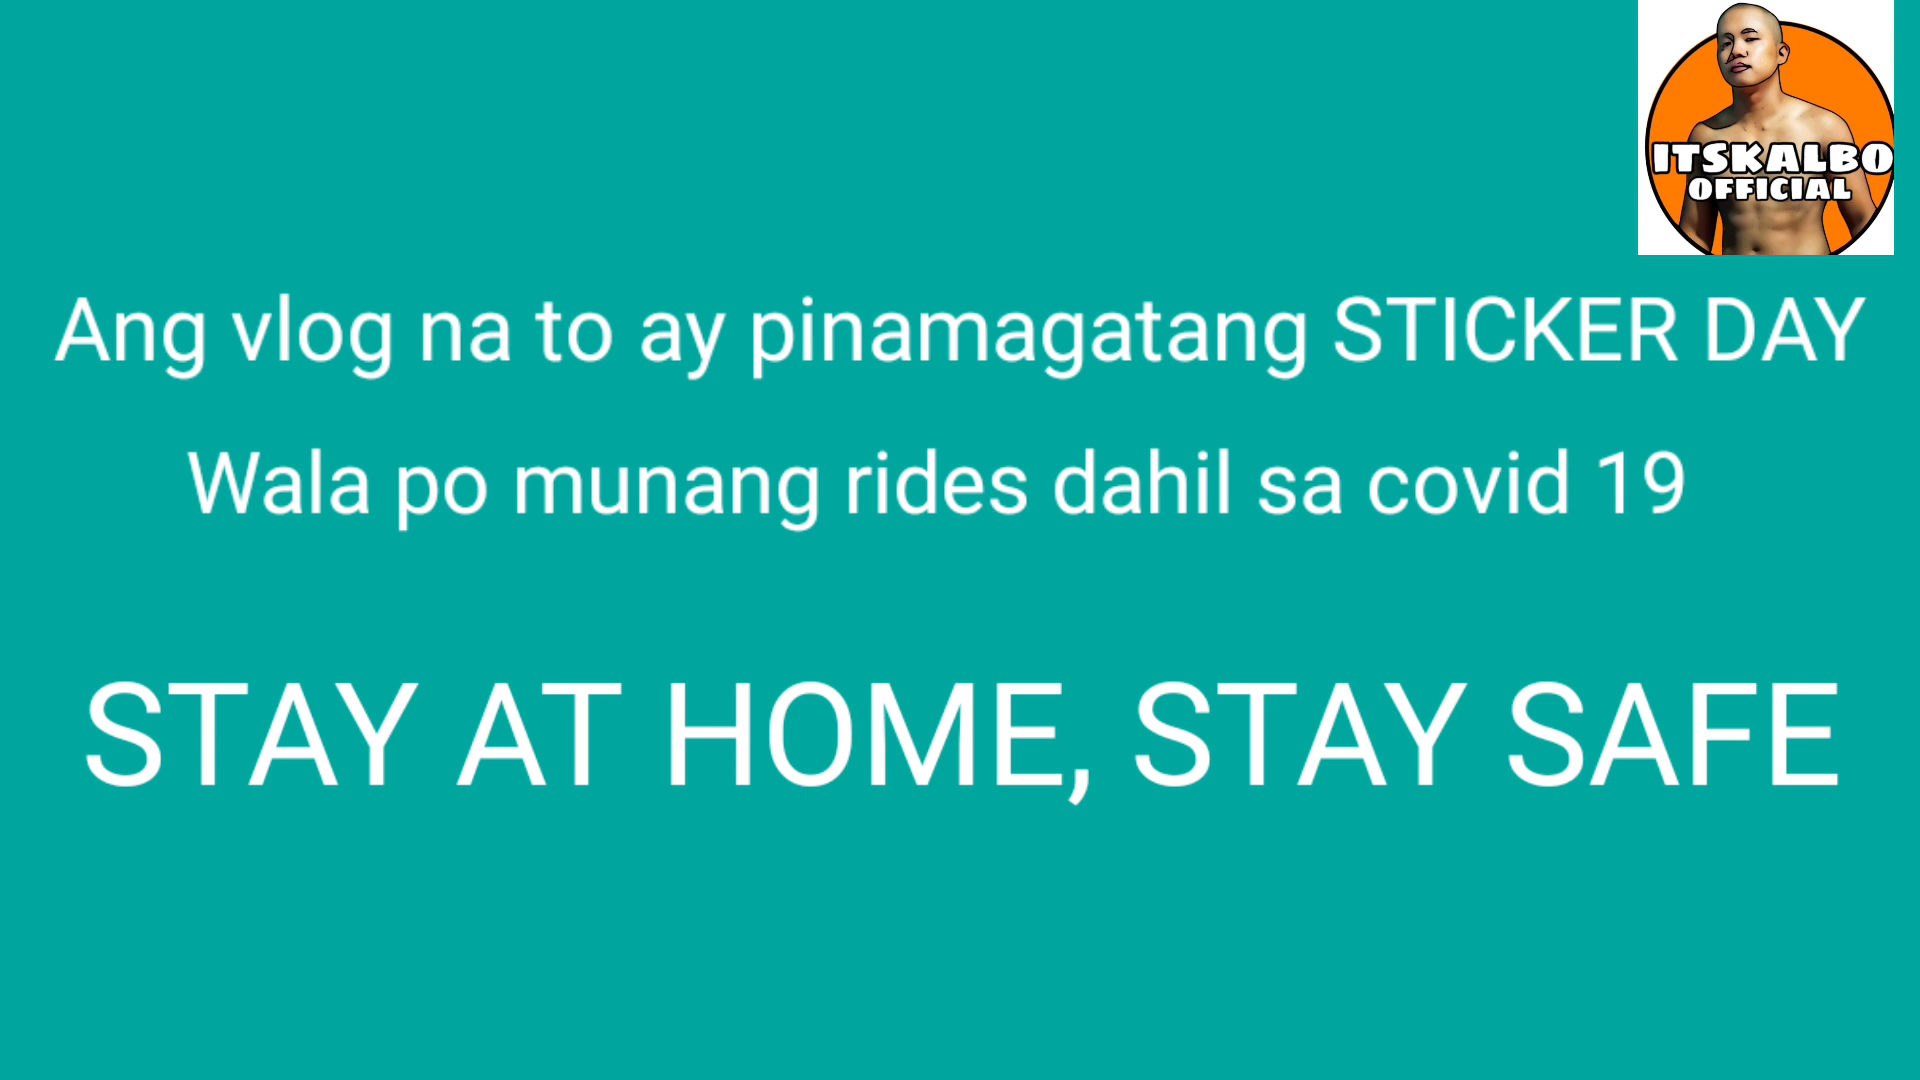 ITSKALBO
OFFICIAL
Ang vlog na to ay pinamagatang STICKER DAY
Wala po munang rides dahil sa covid 19
STAY AT HOME, STAY SAFE